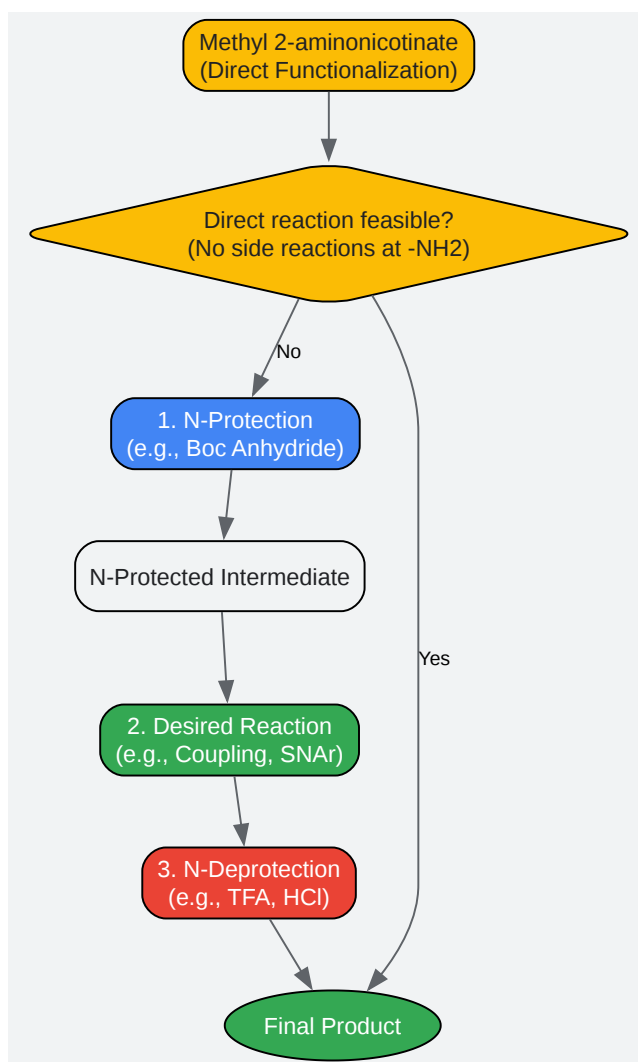 Methyl 2-aminonicotinate
(Direct Functionalization)
Direct reaction feasible?
(No side reactions at -NH2)
No
1. N-Protection
(e.g., Boc Anhydride)
N-Protected Intermediate
Yes
2. Desired Reaction
(e.g., Coupling, SNAr)
3. N-Deprotection
(e.g., TFA, HCl)
Final Product